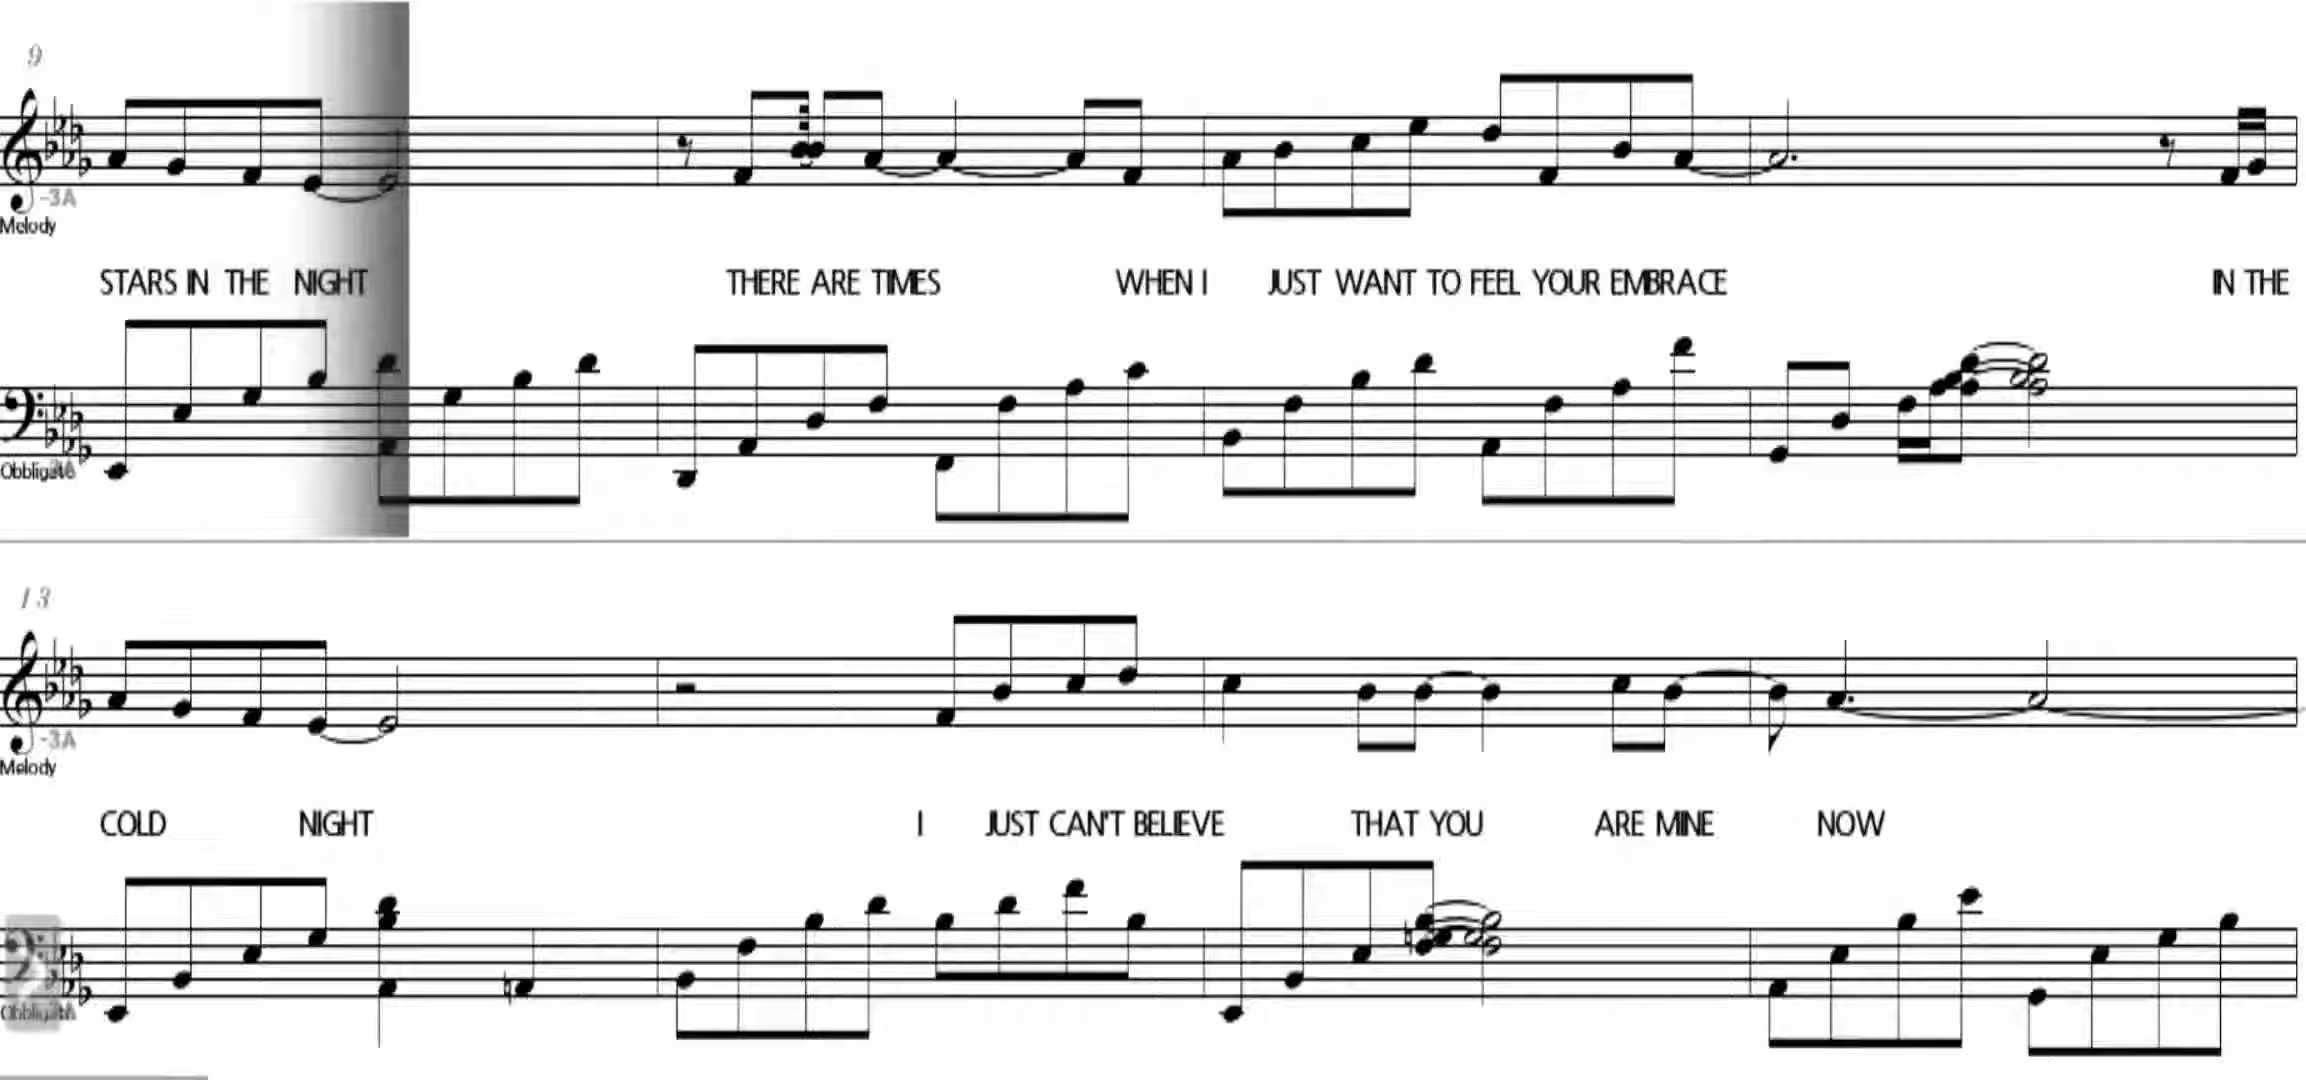 9
-3A
Melody
STARS IN THE NIGHT THERE ARE TIMES WHEN I JUST WANT TO FEEL YOUR EMBRACE IN THE
Obbligato
13
-3A
Melody
COLD NIGHT I JUST CAN'T BELIEVE THAT YOU ARE MINE NOW